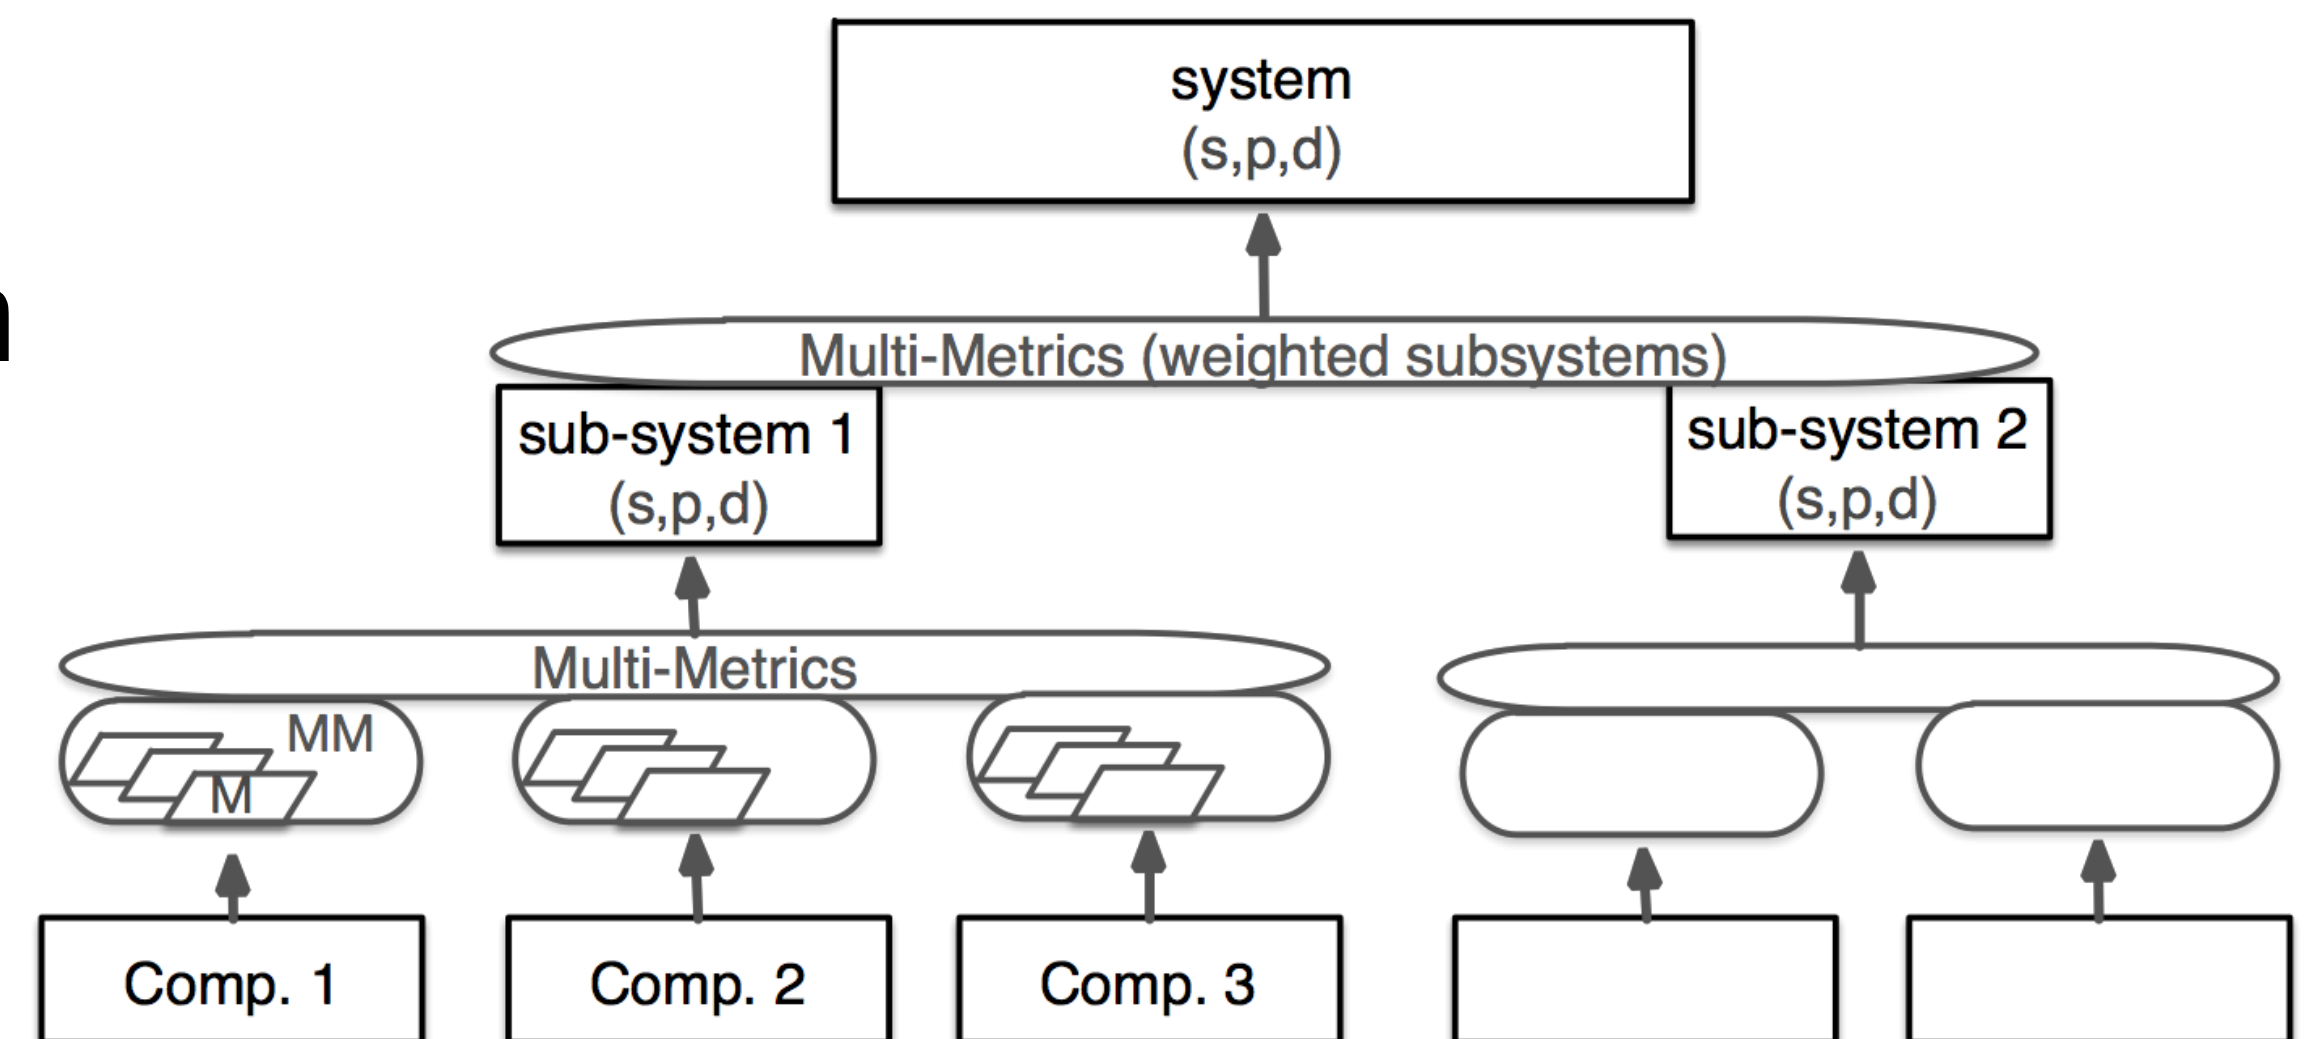 system
(s,p,d)
Multi-Metrics (weighted subsystems)
sub-system 1
(s,p,d)
sub-system 2
(s,p,d)
Multi-Metrics
MM
M
Comp. 1
Comp. 2
Comp. 3